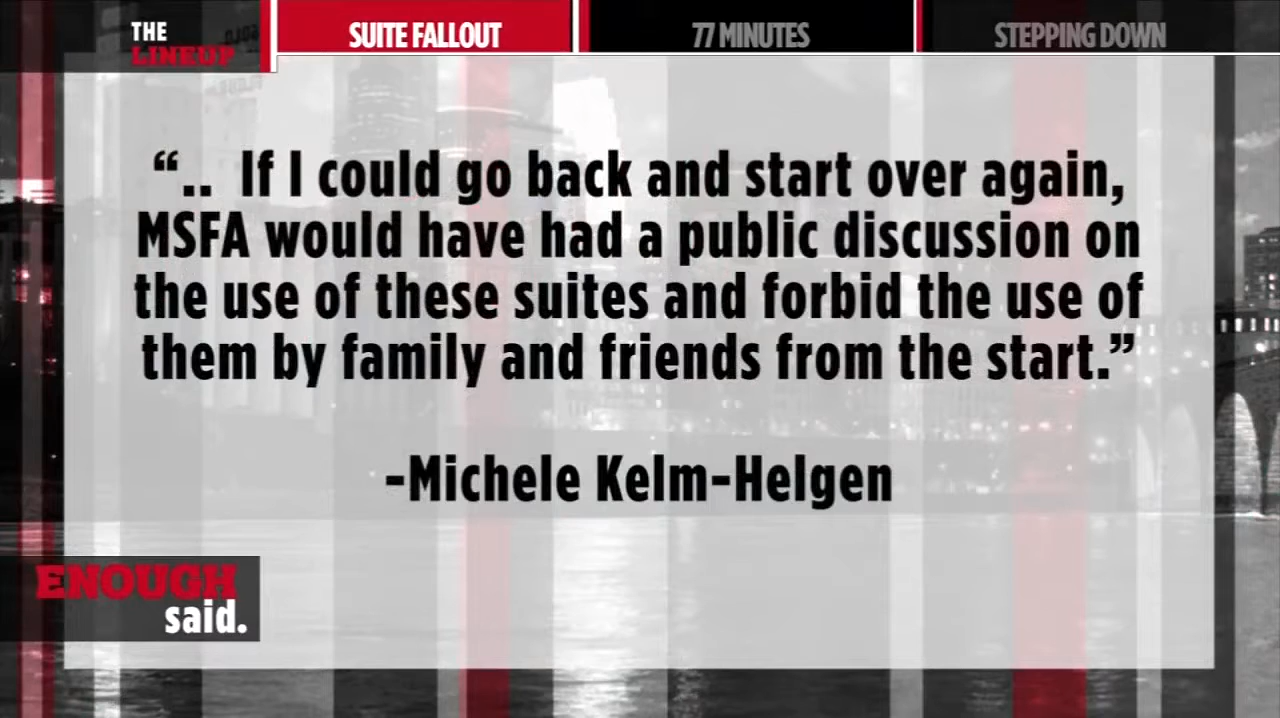 THE
LINEUP
SUITE FALLOUT
77 MINUTES
STEPPING DOWN
“.. If I could go back and start over again,
MSFA would have had a public discussion on
the use of these suites and forbid the use of
them by family and friends from the start.”
-Michele Kelm-Helgen
ENOUGH
said.